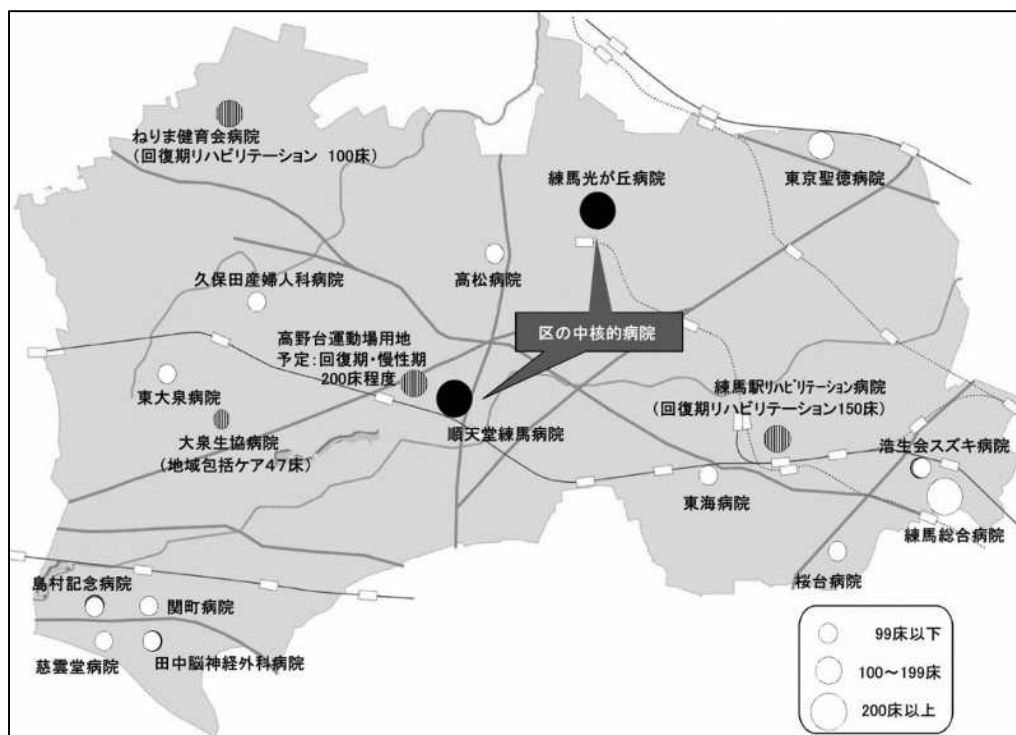 ねりま健育会病院
(回復期リハビリテーション 100床)
練馬光が丘病院
東京聖徳病院
久保田産婦人科病院
高松病院
高野台運動場用地
予定:回復期・慢性期
200床程度
区の中核的病院
東大泉病院
大泉生協病院
(地域包括ケア47床)
順天堂練馬病院
練馬駅リハビリテーション病院
(回復期リハビリテーション150床)
浩生会スズキ病院
東海病院
練馬総合病院
桜台病院
島村記念病院
関町病院
慈雲堂病院
田中脳神経外科病院
99床以下
100～199床
200床以上